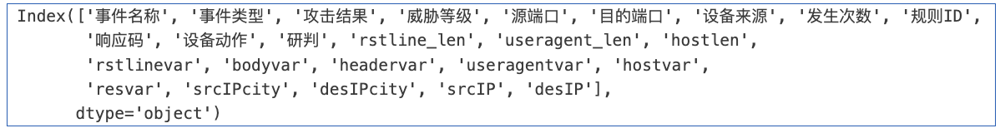 Index(['事件名称', '事件类型', '攻击结果', '威胁等级', '源端口', '目的端口', '设备来源', '发生次数', '规则ID',
'响应码', '设备动作', '研判', 'rstline_len', 'useragent_len', 'hostlen',
'rstlinevar', 'bodyvar', 'headervar', 'useragentvar', 'hostvar',
'resvar', 'srcIPcity', 'desIPcity', 'srcIP', 'desIP'],
dtype='object')